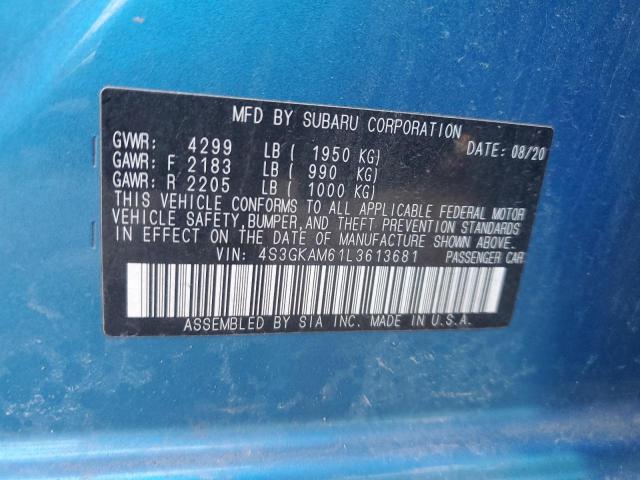 MFD BY SUBARU CORPORATION
GVWR: 4299 LB ( 1950 KG) DATE: 08/20
GAWR: F 2183 LB ( 990 KG)
GAWR: R 2205 LB ( 1000 KG)
THIS VEHICLE CONFORMS TO ALL APPLICABLE FEDERAL MOTOR
VEHICLE SAFETY, BUMPER, AND THEFT PREVENTION STANDARDS
IN EFFECT ON THE DATE OF MANUFACTURE SHOWN ABOVE.
VIN: 4S3GKAM61L3613681 PASSENGER CAR
ASSEMBLED BY SIA INC. MADE IN U.S.A.